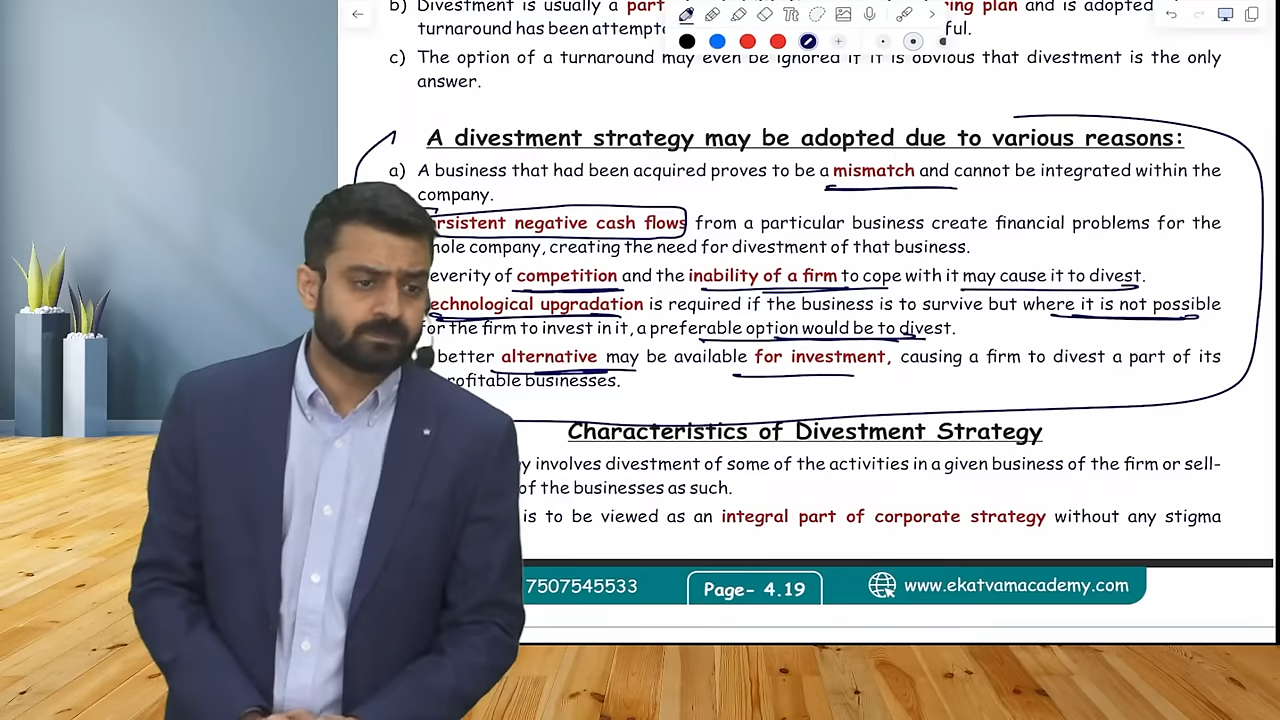 b) Divestment is usually a part plan and is adopted
turnaround has been
c) The option of a turnaround may even be ignored if it is obvious that divestment is the only
answer.
A divestment strategy may be adopted due to various reasons:
a) A business that had been acquired proves to be a mismatch and cannot be integrated within the
company.
rsistent negative cash flows from a particular business create financial problems for the
hole company, creating the need for divestment of that business.
everity of competition and the inability of a firm to cope with it may cause it to divest.
echnological upgradation is required if the business is to survive but where it is not possible
for the firm to invest in it, a preferable option would be to divest.
better alternative may be available for investment, causing a firm to divest a part of its
rofitable businesses.
Characteristics of Divestment Strategy
y involves divestment of some of the activities in a given business of the firm or sell-
of the businesses as such.
is to be viewed as an integral part of corporate strategy without any stigma
7507545533 Page- 4.19 www.ekatvamacademy.com